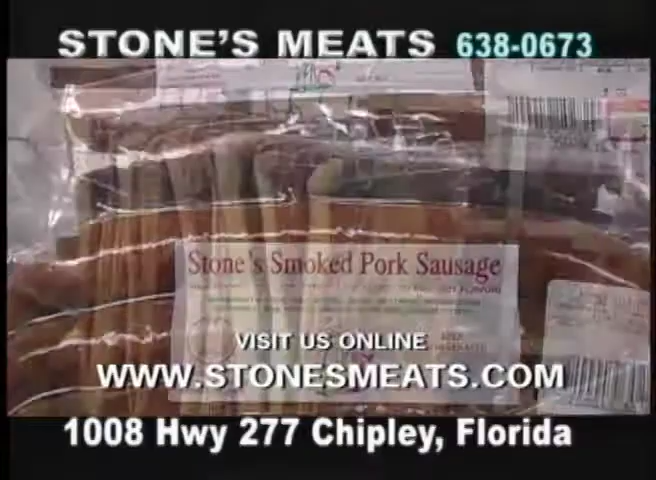 STONE'S MEATS 638-0673
Stone's Smoked Pork Sausage
VISIT US ONLINE
WWW.STONESMEATS.COM
1008 Hwy 277 Chipley, Florida